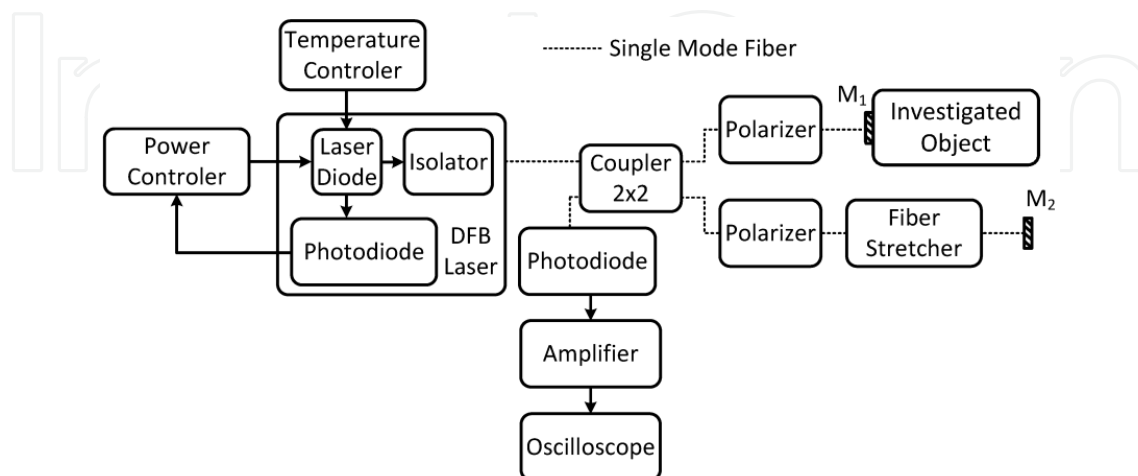 Temperature
Controler
Single Mode Fiber
Power
Controler
Laser
Diode
Isolator
Photodiode
DFB
Laser
Coupler
2x2
Polarizer
M₁
Investigated
Object
Polarizer
Fiber
Stretcher
M₂
Photodiode
Amplifier
Oscilloscope